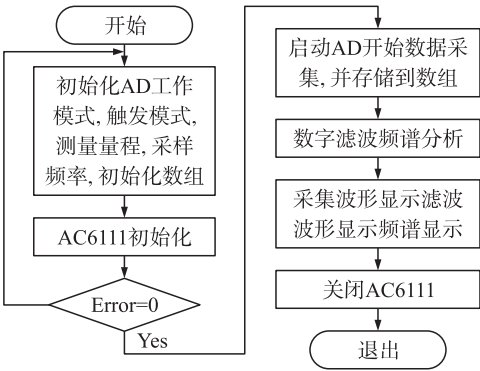 开始
初始化AD工作
模式, 触发模式,
测量量程, 采样
频率, 初始化数组
AC6111初始化
Error=0
Yes
启动AD开始数据采
集, 并存储到数组
数字滤波频谱分析
采集波形显示滤波
波形显示频谱显示
关闭AC6111
退出